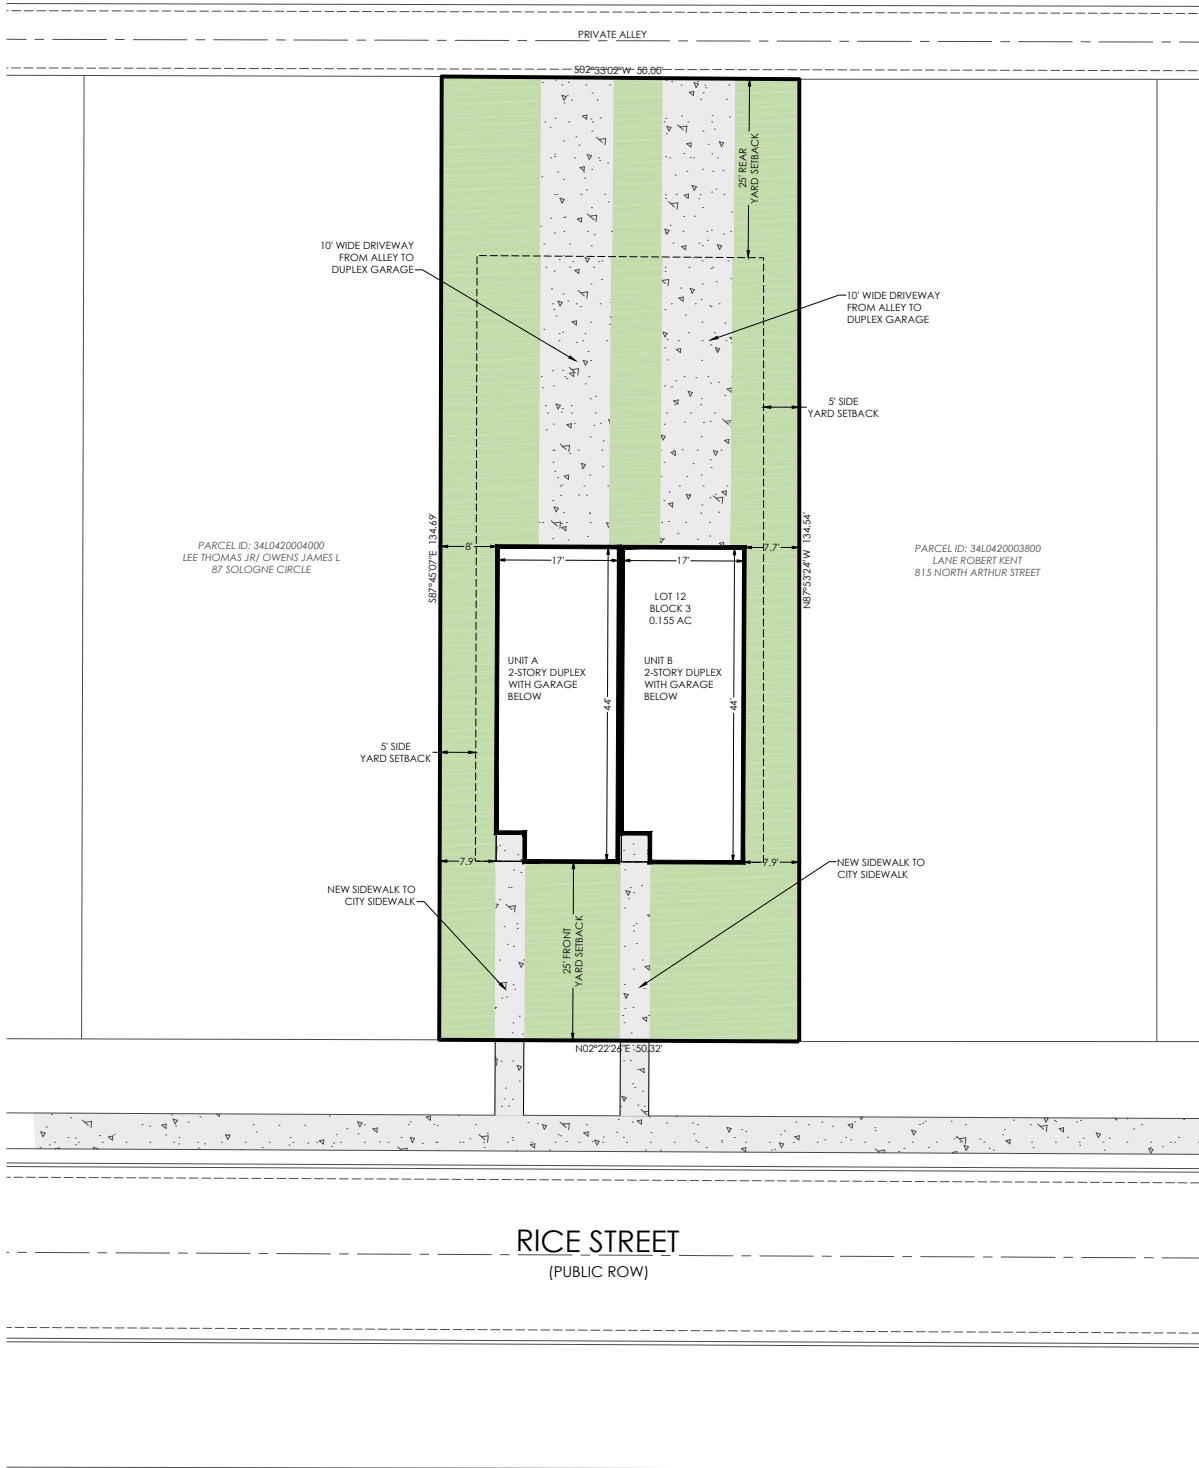 PRIVATE ALLEY
S02°33'02"W 50.00'
25' REAR
YARD SETBACK
10' WIDE DRIVEWAY
FROM ALLEY TO
DUPLEX GARAGE
10' WIDE DRIVEWAY
FROM ALLEY TO
DUPLEX GARAGE
5' SIDE
YARD SETBACK
S87°45'07"E 134.69'
N87°53'24"W 134.54'
PARCEL ID: 34L0420004000
LEE THOMAS JR/ OWENS JAMES L
87 SOLOGNE CIRCLE
8'
7.7'
PARCEL ID: 34L0420003800
LANE ROBERT KENT
815 NORTH ARTHUR STREET
17'
17'
LOT 12
BLOCK 3
0.155 AC
UNIT A
2-STORY DUPLEX
WITH GARAGE
BELOW
UNIT B
2-STORY DUPLEX
WITH GARAGE
BELOW
44'
44'
5' SIDE
YARD SETBACK
7.9'
7.9'
NEW SIDEWALK TO
CITY SIDEWALK
NEW SIDEWALK TO
CITY SIDEWALK
25' FRONT
YARD SETBACK
N02°22'26"E 50.32'
RICE STREET
(PUBLIC ROW)